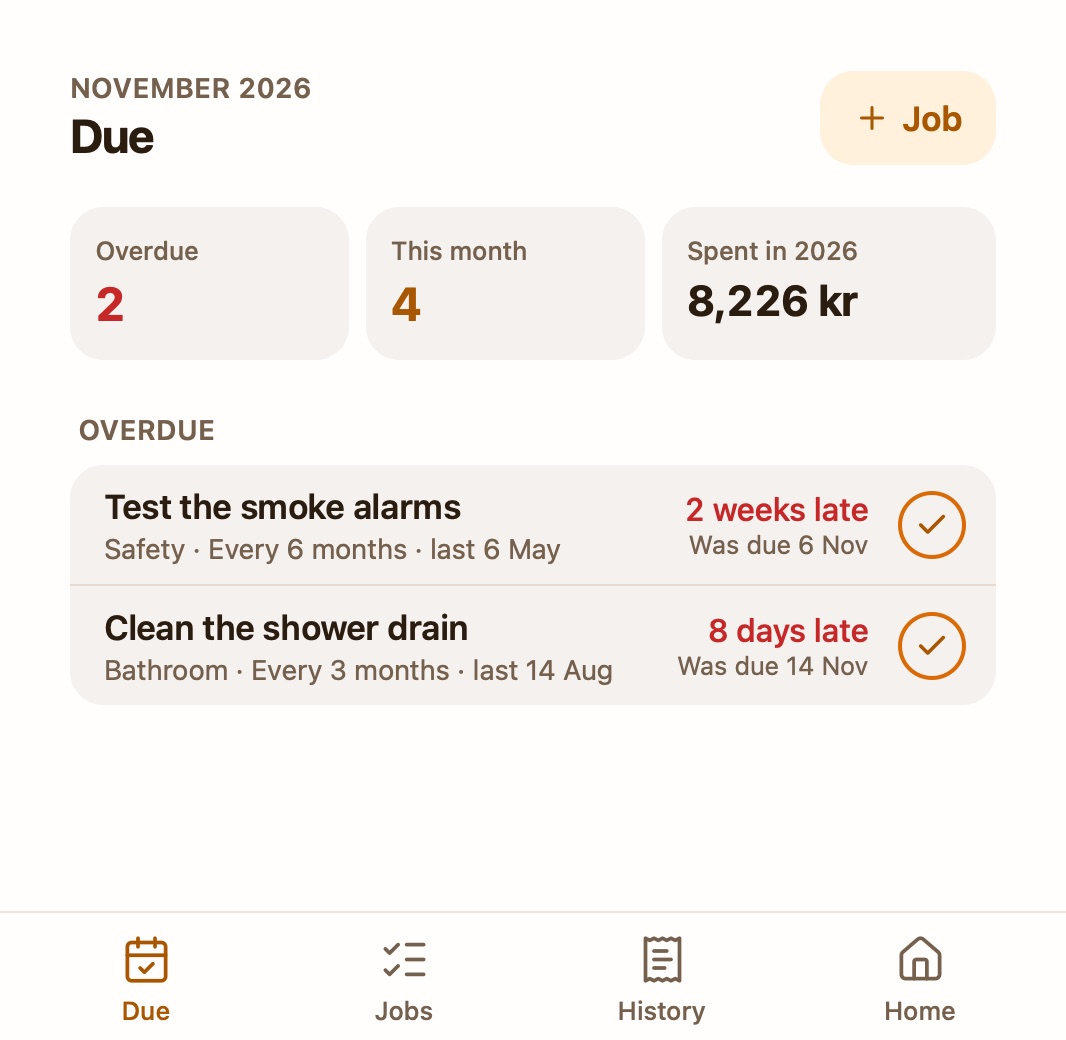 NOVEMBER 2026
Due
+ Job
Overdue
2
This month
4
Spent in 2026
8,226 kr
OVERDUE
Test the smoke alarms
Safety · Every 6 months · last 6 May
2 weeks late
Was due 6 Nov
Clean the shower drain
Bathroom · Every 3 months · last 14 Aug
8 days late
Was due 14 Nov
Due
Jobs
History
Home